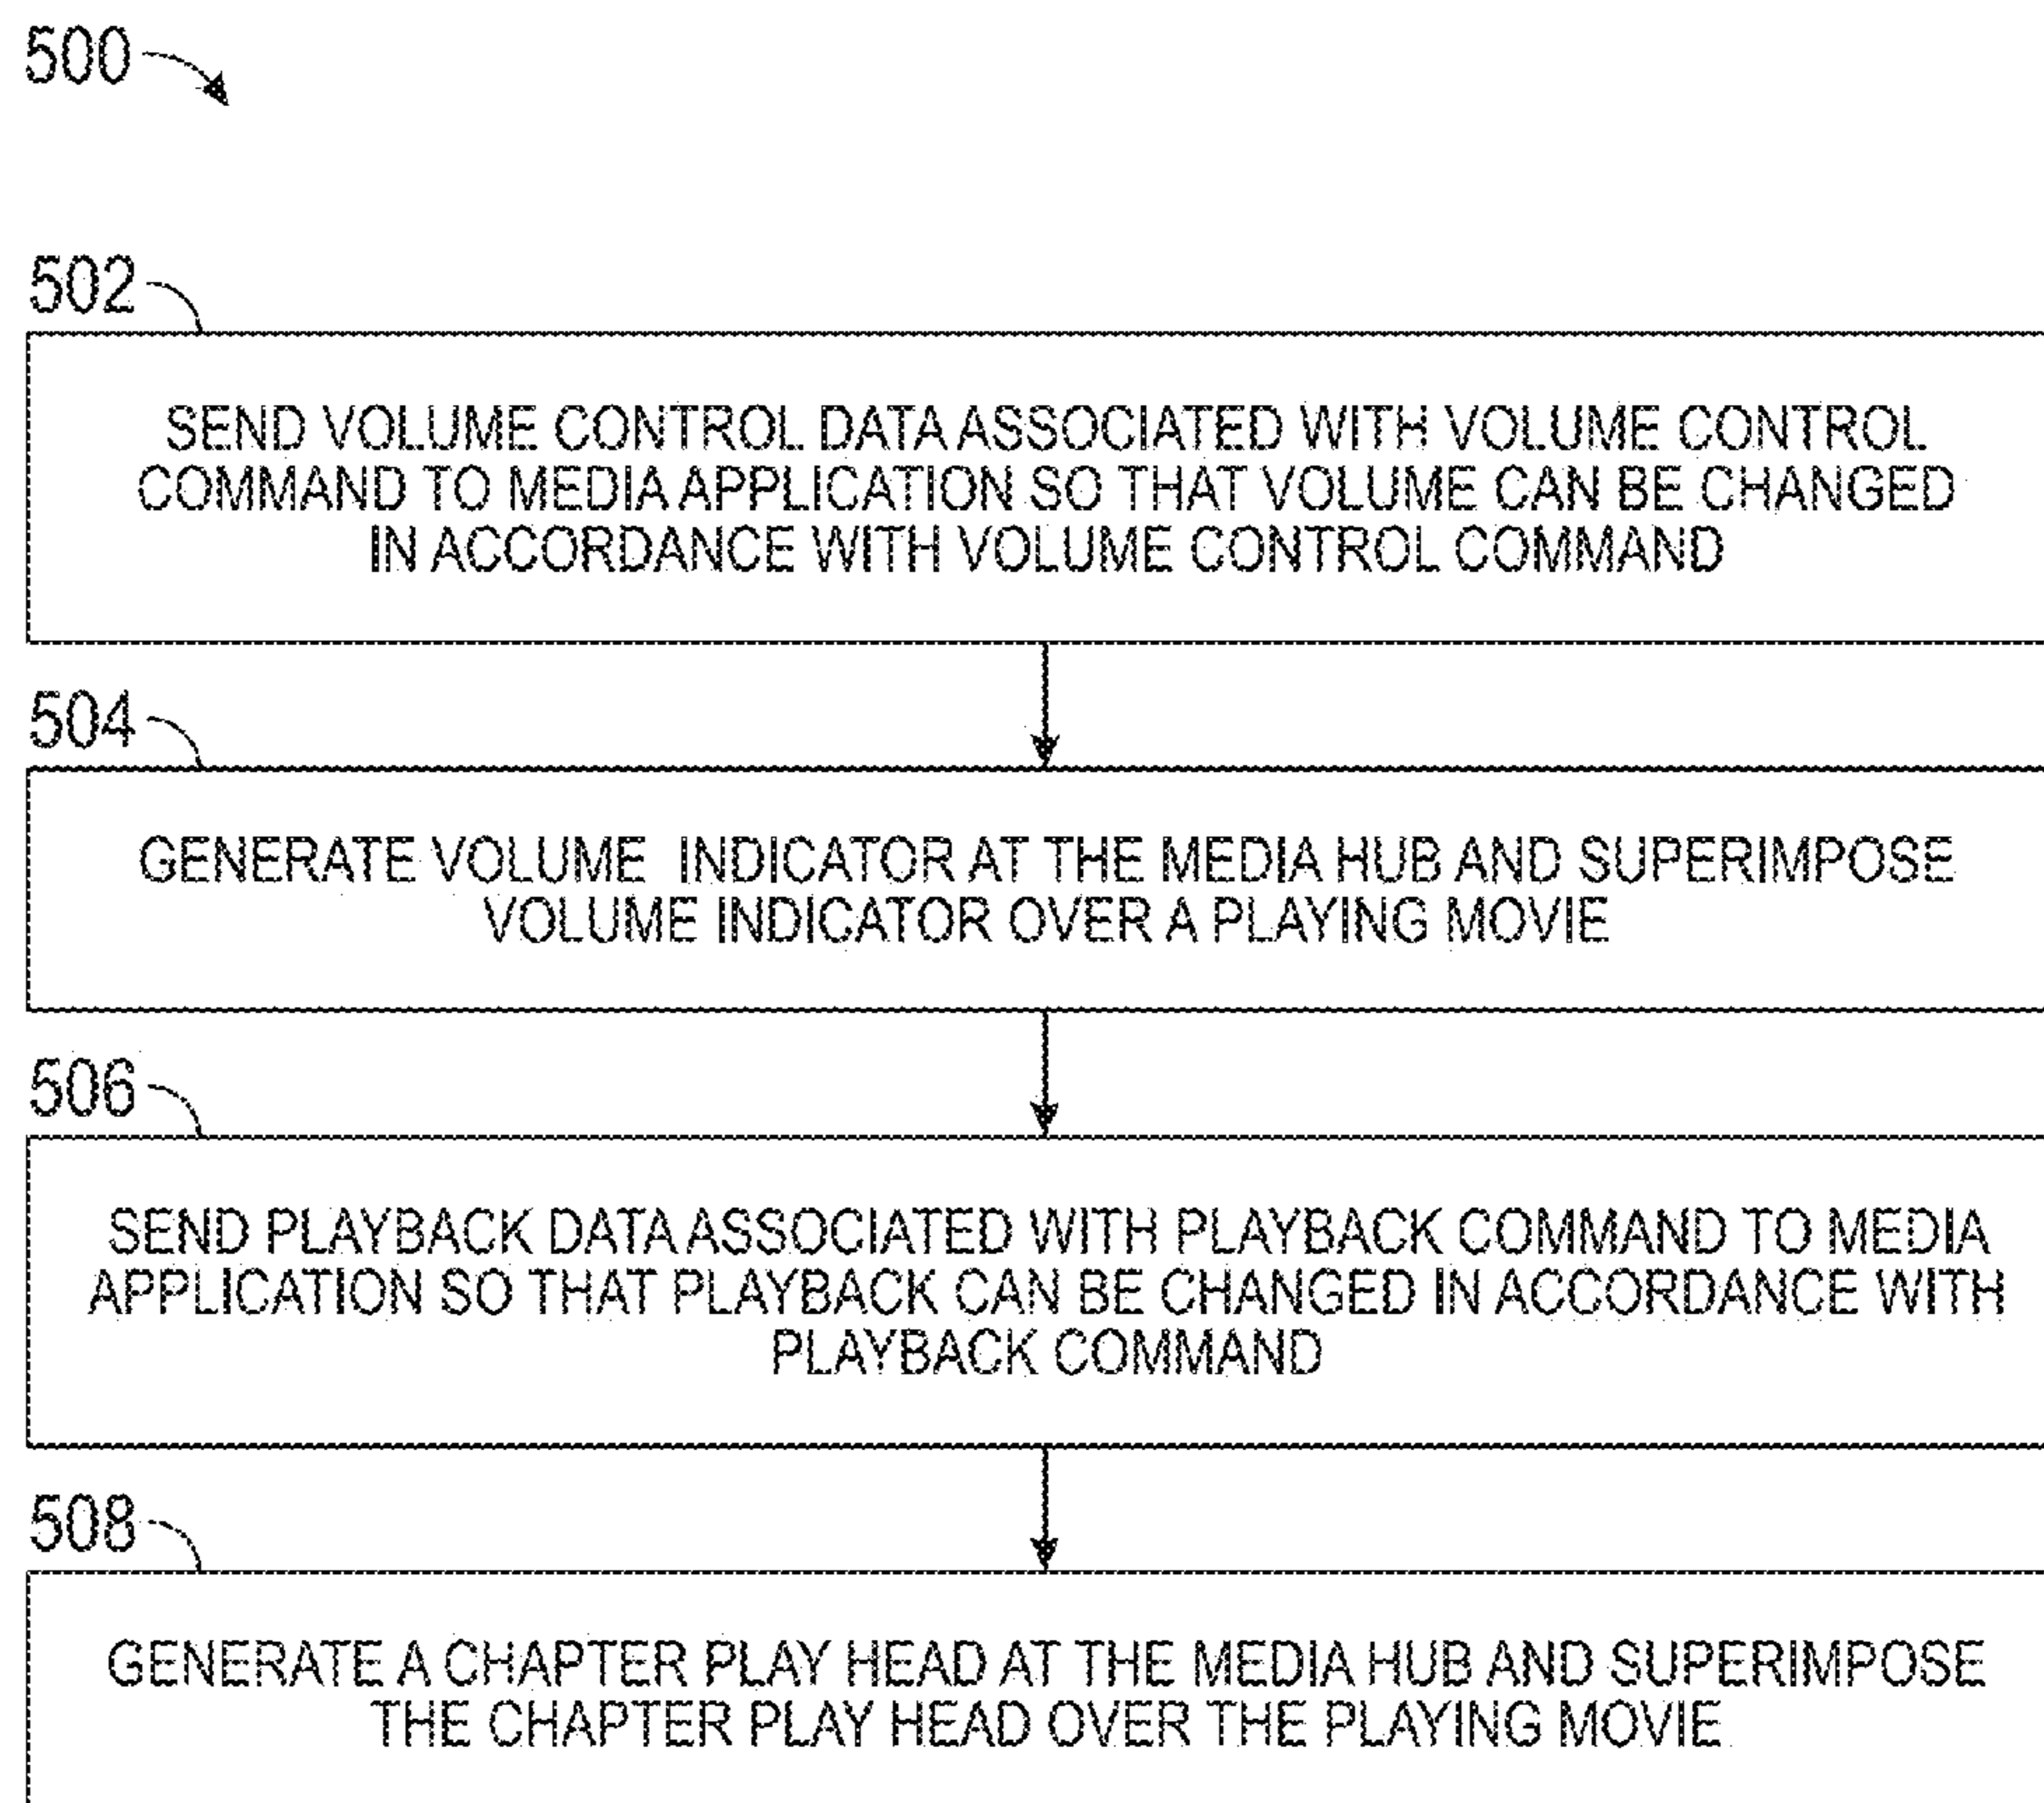 500
502
SEND VOLUME CONTROL DATA ASSOCIATED WITH VOLUME CONTROL
COMMAND TO MEDIA APPLICATION SO THAT VOLUME CAN BE CHANGED
IN ACCORDANCE WITH VOLUME CONTROL COMMAND
504
GENERATE VOLUME INDICATOR AT THE MEDIA HUB AND SUPERIMPOSE
VOLUME INDICATOR OVER A PLAYING MOVIE
506
SEND PLAYBACK DATA ASSOCIATED WITH PLAYBACK COMMAND TO MEDIA
APPLICATION SO THAT PLAYBACK CAN BE CHANGED IN ACCORDANCE WITH
PLAYBACK COMMAND
508
GENERATE A CHAPTER PLAY HEAD AT THE MEDIA HUB AND SUPERIMPOSE
THE CHAPTER PLAY HEAD OVER THE PLAYING MOVIE